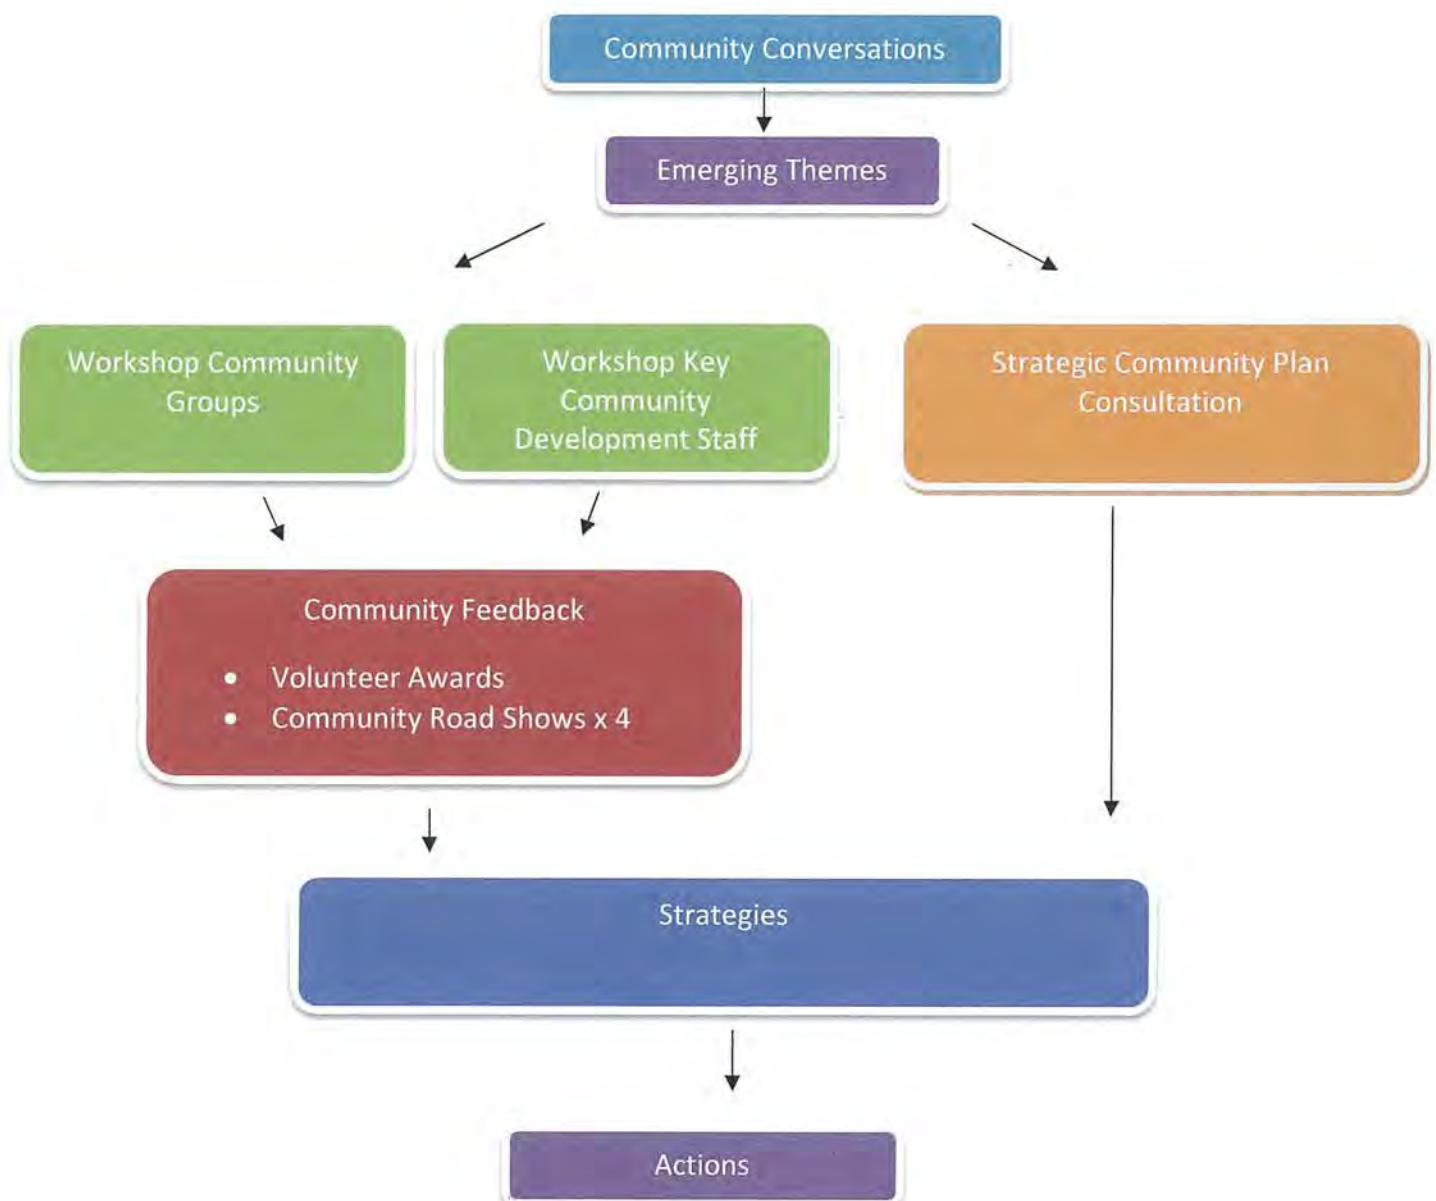 Community Conversations
Emerging Themes
Workshop Community
Groups
Workshop Key
Community
Development Staff
Strategic Community Plan
Consultation
Community Feedback
• Volunteer Awards
• Community Road Shows x 4
Strategies
Actions